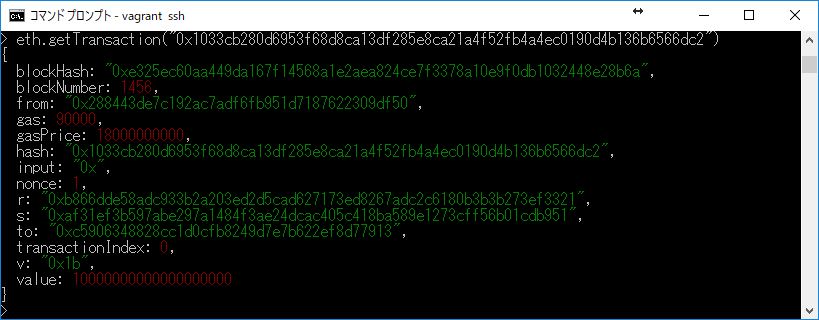 コマンド プロンプト - vagrant ssh
> eth.getTransaction("0x1033cb280d6953f68d8ca13df285e8ca21a4f52fb4a4ec0190d4b136b6566dc2")
{
  blockHash: "0xe325ec60aa449da167f14568a1e2aea824ce7f3378a10e9f0db1032448e28b6a",
  blockNumber: 1456,
  from: "0x288443de7c192ac7adf6fb951d7187622309df50",
  gas: 90000,
  gasPrice: 18000000000,
  hash: "0x1033cb280d6953f68d8ca13df285e8ca21a4f52fb4a4ec0190d4b136b6566dc2",
  input: "0x",
  nonce: 1,
  r: "0xb866dde58adc933b2a203ed2d5cad627173ed8267adc2c6180b3b3b273ef3321",
  s: "0xaf31ef3b597abe297a1484f3ae24dcac405c418ba589e1273cff56b01cdb951",
  to: "0xc5906348828cc1d0cfb8249d7e7b622ef8d77913",
  transactionIndex: 0,
  v: "0x1b",
  value: 10000000000000000000
}
>